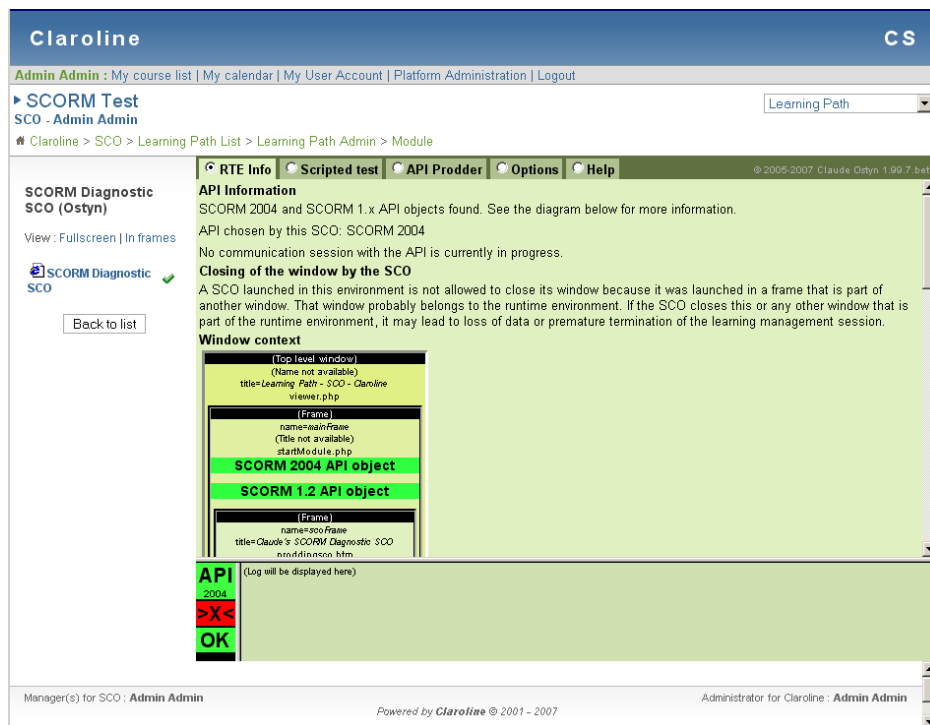 Claroline CS
Admin Admin : My course list | My calendar | My User Account | Platform Administration | Logout
SCORM Test
Learning Path
SCO - Admin Admin
Claroline > SCO > Learning Path List > Learning Path Admin > Module
RTE Info Scripted test API Prodder Options Help © 2005-2007 Claude Ostyn 1.99.7.bet
SCORM Diagnostic
SCO (Ostyn)
View : Fullscreen | In frames
SCORM Diagnostic
SCO
Back to list
API Information
SCORM 2004 and SCORM 1.x API objects found. See the diagram below for more information.
API chosen by this SCO: SCORM 2004
No communication session with the API is currently in progress.
Closing of the window by the SCO
A SCO launched in this environment is not allowed to close its window because it was launched in a frame that is part of
another window. That window probably belongs to the runtime environment. If the SCO closes this or any other window that is
part of the runtime environment, it may lead to loss of data or premature termination of the learning management session.
Window context
(Top level window)
(Name not available)
title=Learning Path - SCO - Claroline
viewer.php
(Frame)
name=mainFrame
(Title not available)
startModule.php
SCORM 2004 API object
SCORM 1.2 API object
(Frame)
name=scoFrame
title=Claude's SCORM Diagnostic SCO
proddingsco.htm
API
2004
>X<
OK
(Log will be displayed here)
Manager(s) for SCO : Admin Admin
Administrator for Claroline : Admin Admin
Powered by Claroline © 2001 - 2007